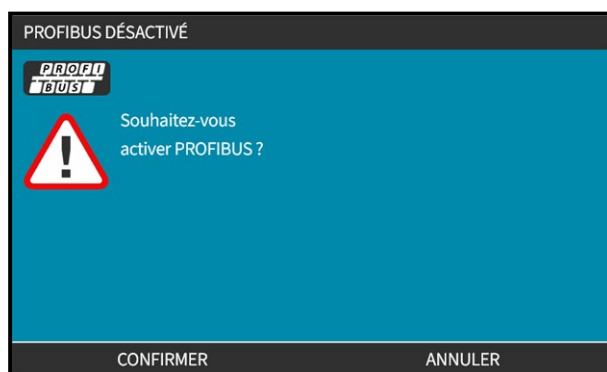 PROFIBUS DÉSACTIVÉ
PROFI
BUS
Souhaitez-vous
activer PROFIBUS ?
CONFIRMER ANNULER